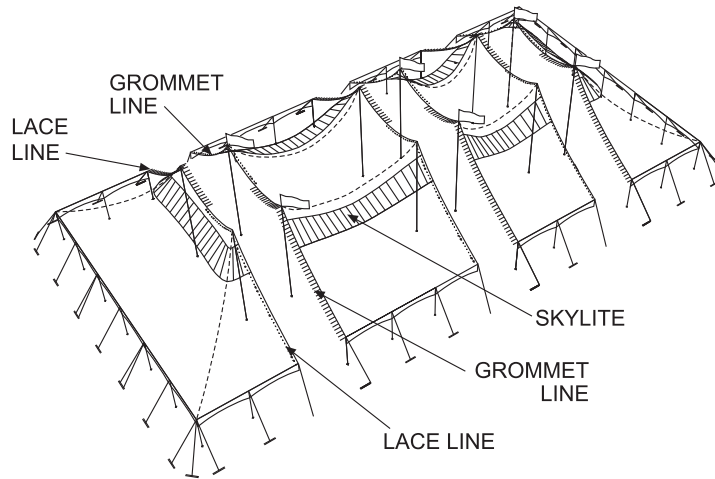 GROMMET
LINE
LACE
LINE
SKYLITE
GROMMET
LINE
LACE LINE